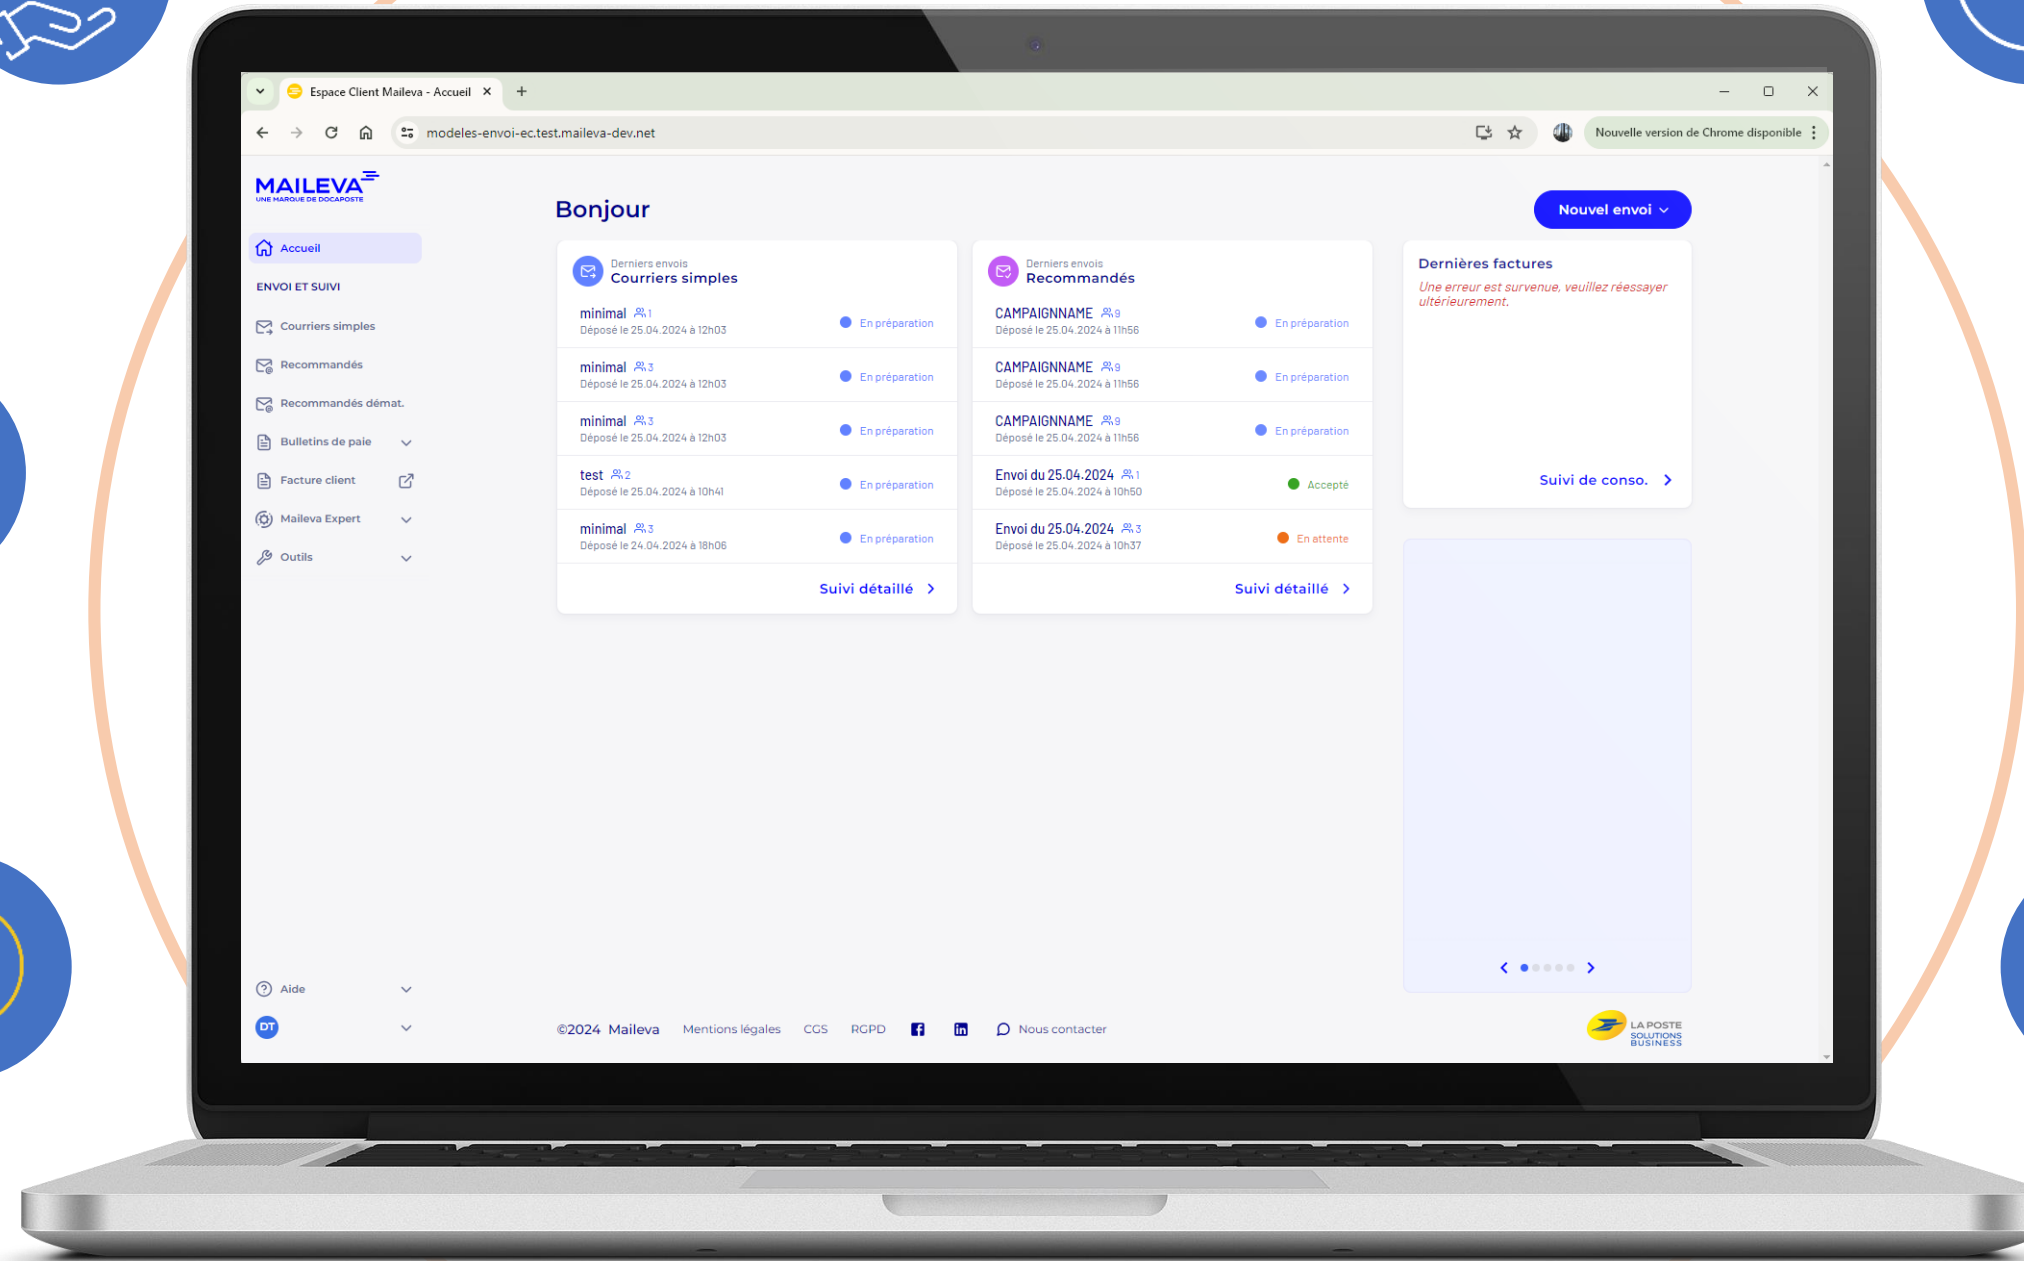 Espace Client Maileva - Accueil
modeles-envoi-ec.test.maileva-dev.net
Nouvelle version de Chrome disponible
MAILEVA
UNE MARQUE DE DOCAPOSTE
Accueil
ENVOI ET SUIVI
Courriers simples
Recommandés
Recommandés démat.
Bulletins de paie
Facture client
Maileva Expert
Outils
Aide
DT
Bonjour
Nouvel envoi
Derniers envois
Courriers simples
minimal 1
Déposé le 25.04.2024 à 12h03
En préparation
minimal 3
Déposé le 25.04.2024 à 12h03
En préparation
minimal 3
Déposé le 25.04.2024 à 12h03
En préparation
test 2
Déposé le 25.04.2024 à 10h41
En préparation
minimal 3
Déposé le 24.04.2024 à 18h06
En préparation
Suivi détaillé
Derniers envois
Recommandés
CAMPAIGNNAME 9
Déposé le 25.04.2024 à 11h56
En préparation
CAMPAIGNNAME 9
Déposé le 25.04.2024 à 11h56
En préparation
CAMPAIGNNAME 9
Déposé le 25.04.2024 à 11h56
En préparation
Envoi du 25.04.2024 1
Déposé le 25.04.2024 à 10h50
Accepté
Envoi du 25.04.2024 3
Déposé le 25.04.2024 à 10h37
En attente
Suivi détaillé
Dernières factures
Une erreur est survenue, veuillez réessayer
ultérieurement.
Suivi de conso.
©2024 Maileva Mentions légales CGS RGPD Nous contacter
LA POSTE
SOLUTIONS
BUSINESS